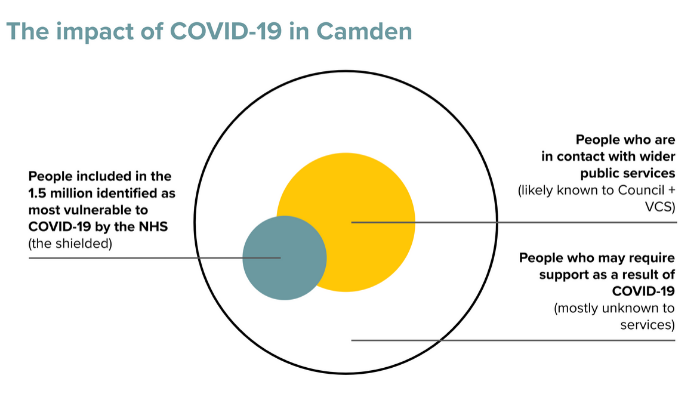 The impact of COVID-19 in Camden
People included in the
1.5 million identified as
most vulnerable to
COVID-19 by the NHS
(the shielded)
People who are
in contact with wider
public services
(likely known to Council +
VCS)
People who may require
support as a result of
COVID-19
(mostly unknown to
services)